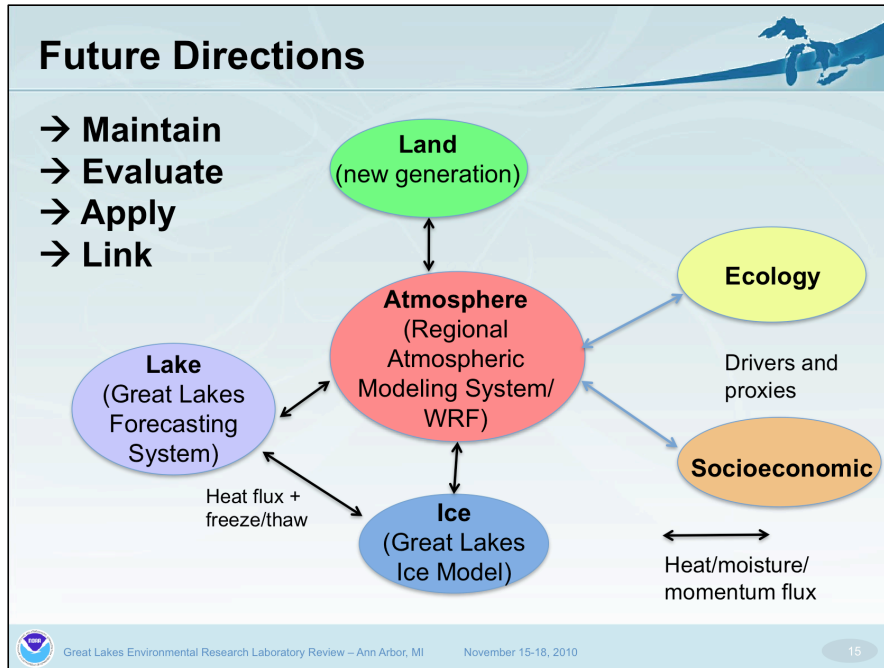 Future Directions
→ Maintain
→ Evaluate
→ Apply
→ Link
Land
(new generation)
Atmosphere
(Regional
Atmospheric
Modeling System/
WRF)
Ecology
Lake
(Great Lakes
Forecasting
System)
Drivers and
proxies
Socioeconomic
Heat flux +
freeze/thaw
Ice
(Great Lakes
Ice Model)
Heat/moisture/
momentum flux
NOAA
Great Lakes Environmental Research Laboratory Review – Ann Arbor, MI November 15-18, 2010
15